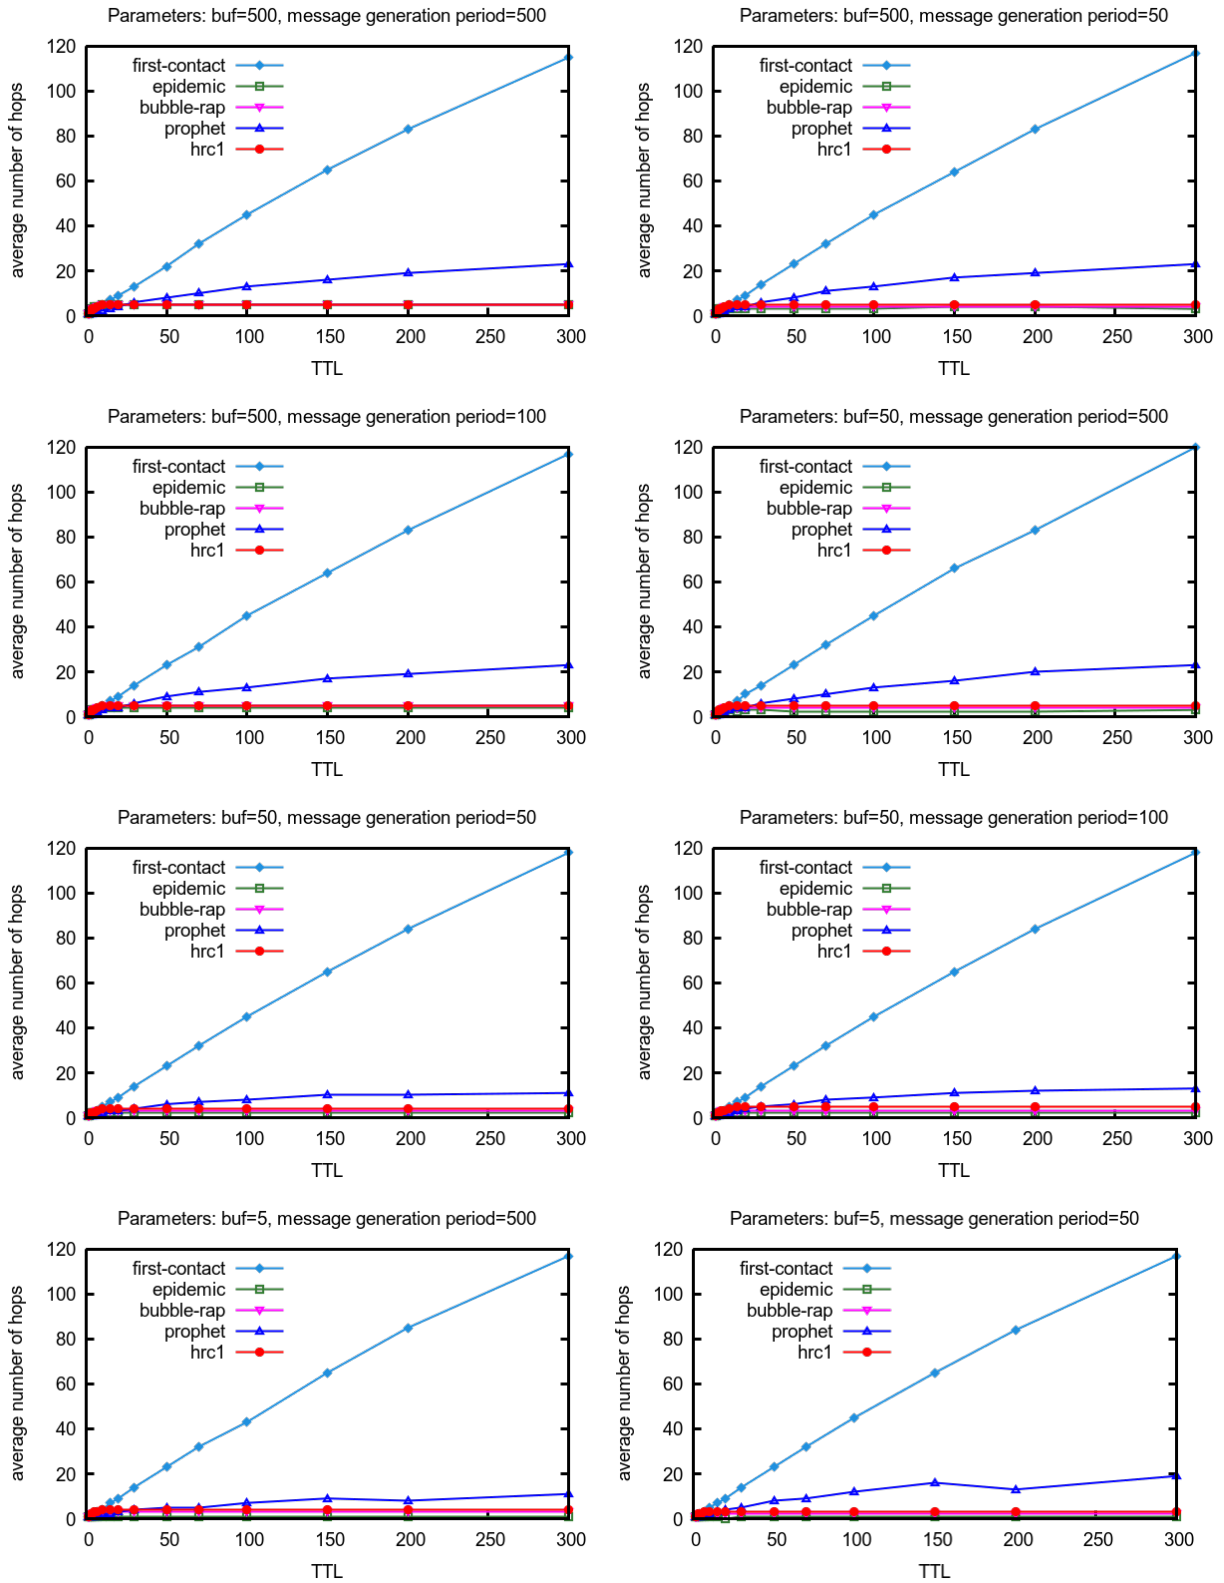 Parameters: buf=500, message generation period=500
average number of hops
120
100
80
60
40
20
0
first-contact
epidemic
bubble-rap
prophet
hrc1
0 50 100 150 200 250 300
TTL
Parameters: buf=500, message generation period=50
average number of hops
120
100
80
60
40
20
0
first-contact
epidemic
bubble-rap
prophet
hrc1
0 50 100 150 200 250 300
TTL
Parameters: buf=500, message generation period=100
average number of hops
120
100
80
60
40
20
0
first-contact
epidemic
bubble-rap
prophet
hrc1
0 50 100 150 200 250 300
TTL
Parameters: buf=50, message generation period=500
average number of hops
120
100
80
60
40
20
0
first-contact
epidemic
bubble-rap
prophet
hrc1
0 50 100 150 200 250 300
TTL
Parameters: buf=50, message generation period=50
average number of hops
120
100
80
60
40
20
0
first-contact
epidemic
bubble-rap
prophet
hrc1
0 50 100 150 200 250 300
TTL
Parameters: buf=50, message generation period=100
average number of hops
120
100
80
60
40
20
0
first-contact
epidemic
bubble-rap
prophet
hrc1
0 50 100 150 200 250 300
TTL
Parameters: buf=5, message generation period=500
average number of hops
120
100
80
60
40
20
0
first-contact
epidemic
bubble-rap
prophet
hrc1
0 50 100 150 200 250 300
TTL
Parameters: buf=5, message generation period=50
average number of hops
120
100
80
60
40
20
0
first-contact
epidemic
bubble-rap
prophet
hrc1
0 50 100 150 200 250 300
TTL